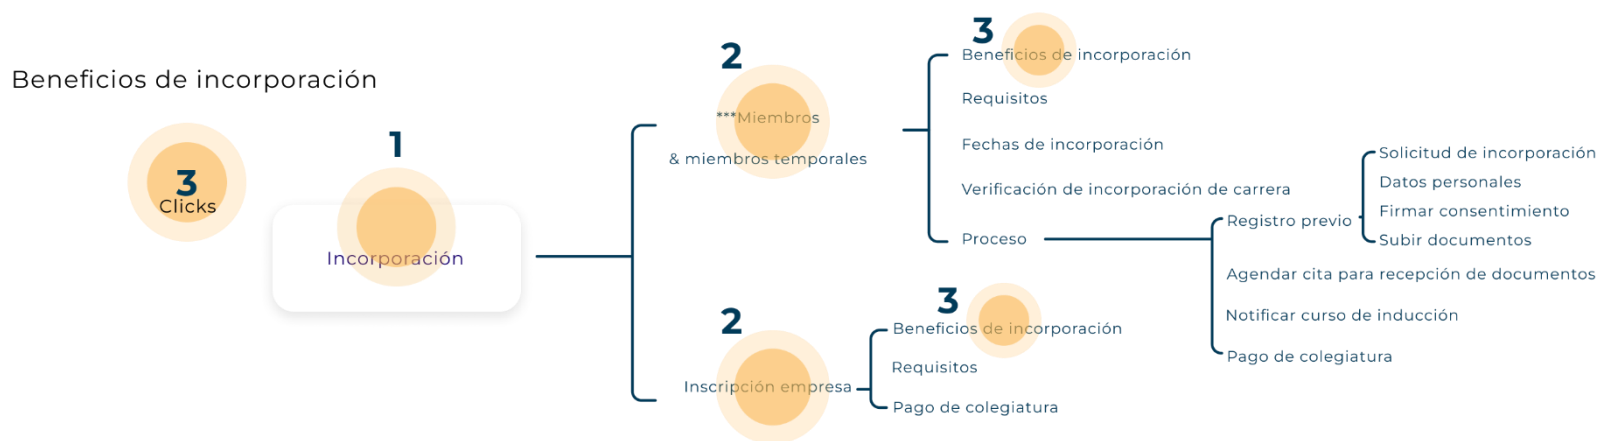 Beneficios de incorporación
3
Clicks
1
Incorporación
2
***Miembros
& miembros temporales
3
Beneficios de incorporación
Requisitos
Fechas de incorporación
Verificación de incorporación de carrera
Proceso
Registro previo
Solicitud de incorporación
Datos personales
Firmar consentimiento
Subir documentos
Agendar cita para recepción de documentos
Notificar curso de inducción
Pago de colegiatura
2
Inscripción empresa
3
Beneficios de incorporación
Requisitos
Pago de colegiatura